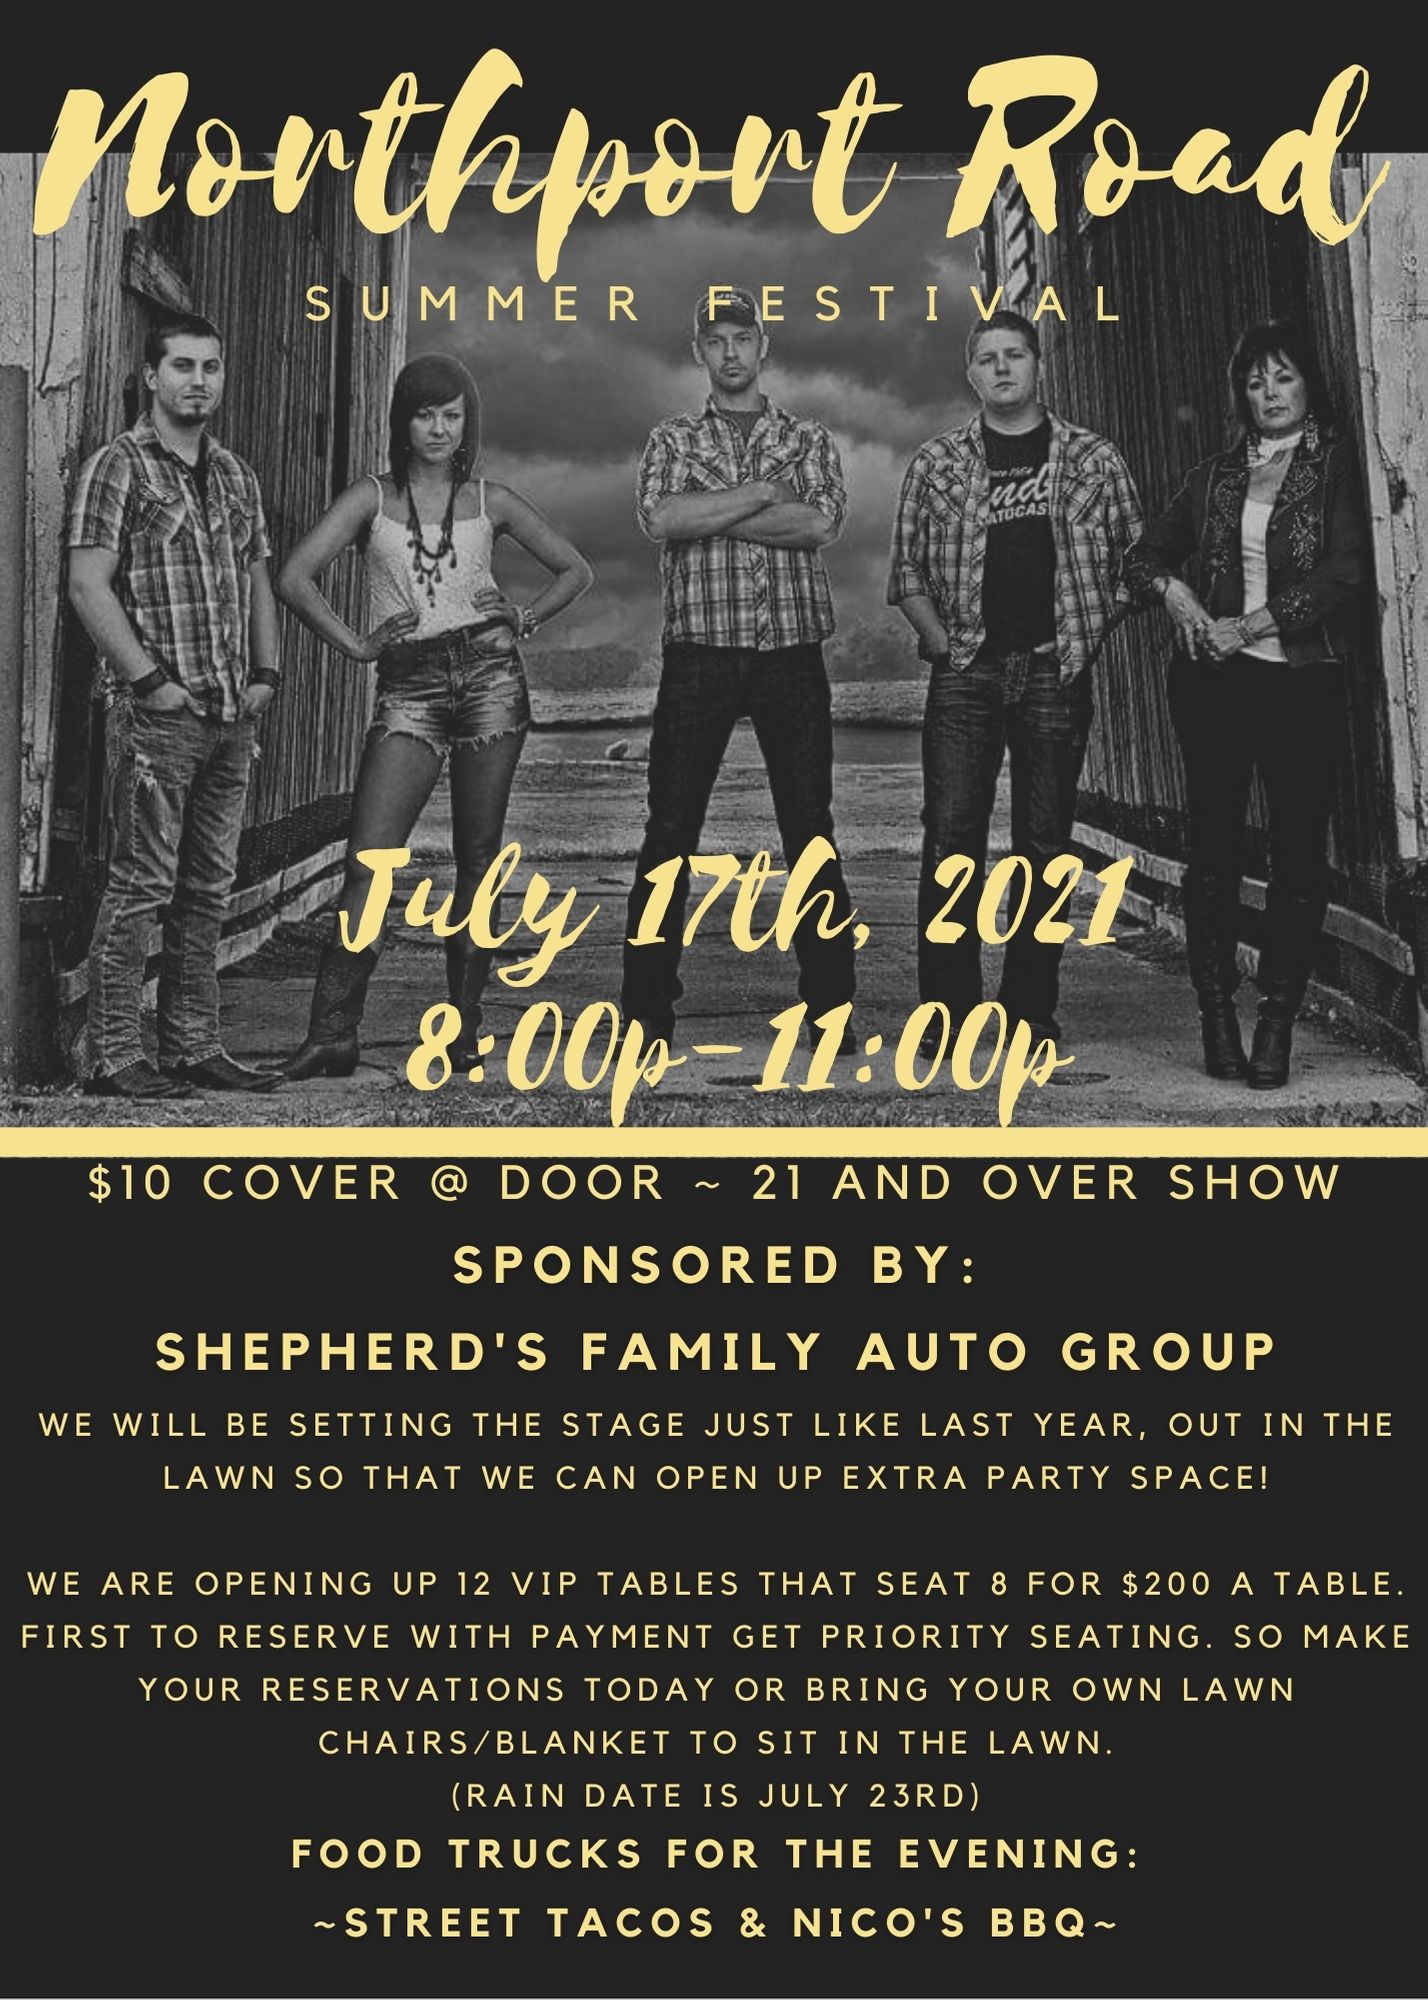 Northport Road
SUMMER FESTIVAL
July 17th, 2021
8:00p-11:00p
$10 COVER @ DOOR ~ 21 AND OVER SHOW
SPONSORED BY:
SHEPHERD'S FAMILY AUTO GROUP
WE WILL BE SETTING THE STAGE JUST LIKE LAST YEAR, OUT IN THE
LAWN SO THAT WE CAN OPEN UP EXTRA PARTY SPACE!
WE ARE OPENING UP 12 VIP TABLES THAT SEAT 8 FOR $200 A TABLE.
FIRST TO RESERVE WITH PAYMENT GET PRIORITY SEATING. SO MAKE
YOUR RESERVATIONS TODAY OR BRING YOUR OWN LAWN
CHAIRS/BLANKET TO SIT IN THE LAWN.
(RAIN DATE IS JULY 23RD)
FOOD TRUCKS FOR THE EVENING:
~STREET TACOS & NICO'S BBQ~